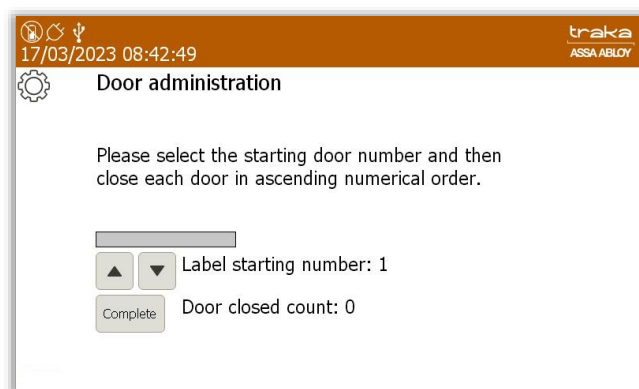 traka
17/03/2023 08:42:49
ASSA ABLOY
Door administration
Please select the starting door number and then
close each door in ascending numerical order.
Label starting number: 1
Complete
Door closed count: 0